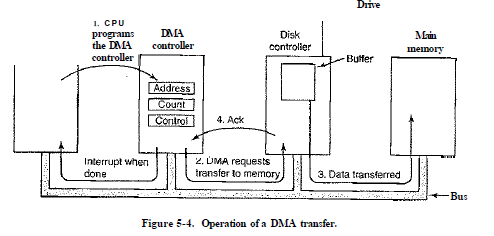 Drive
1. CPU
programs
the DMA
controller
DMA
controller
Disk
controller
Main
memory
Buffer
Address
Count
Control
4. Ack
Interrupt when
done
2. DMA requests
transfer to memory
3. Data transferred
Bus
Figure 5-4. Operation of a DMA transfer.